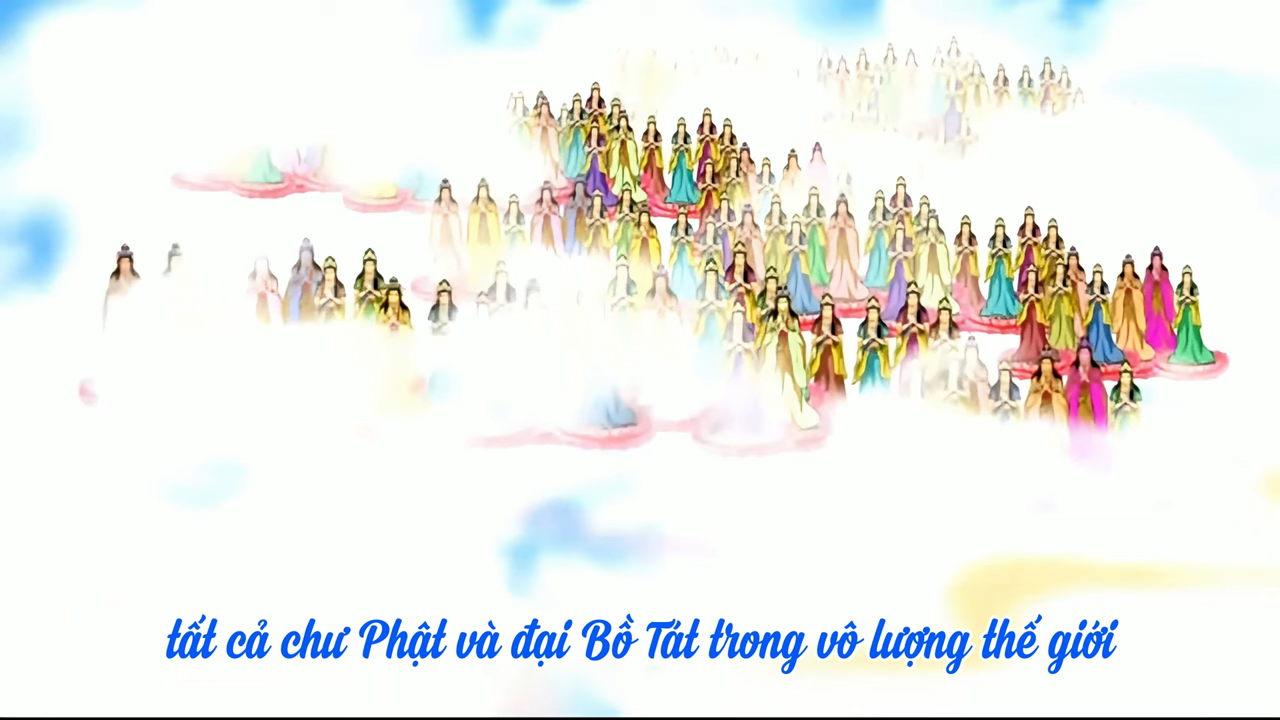 tất cả chư Phật và đại Bồ Tát trong vô lượng thế giới